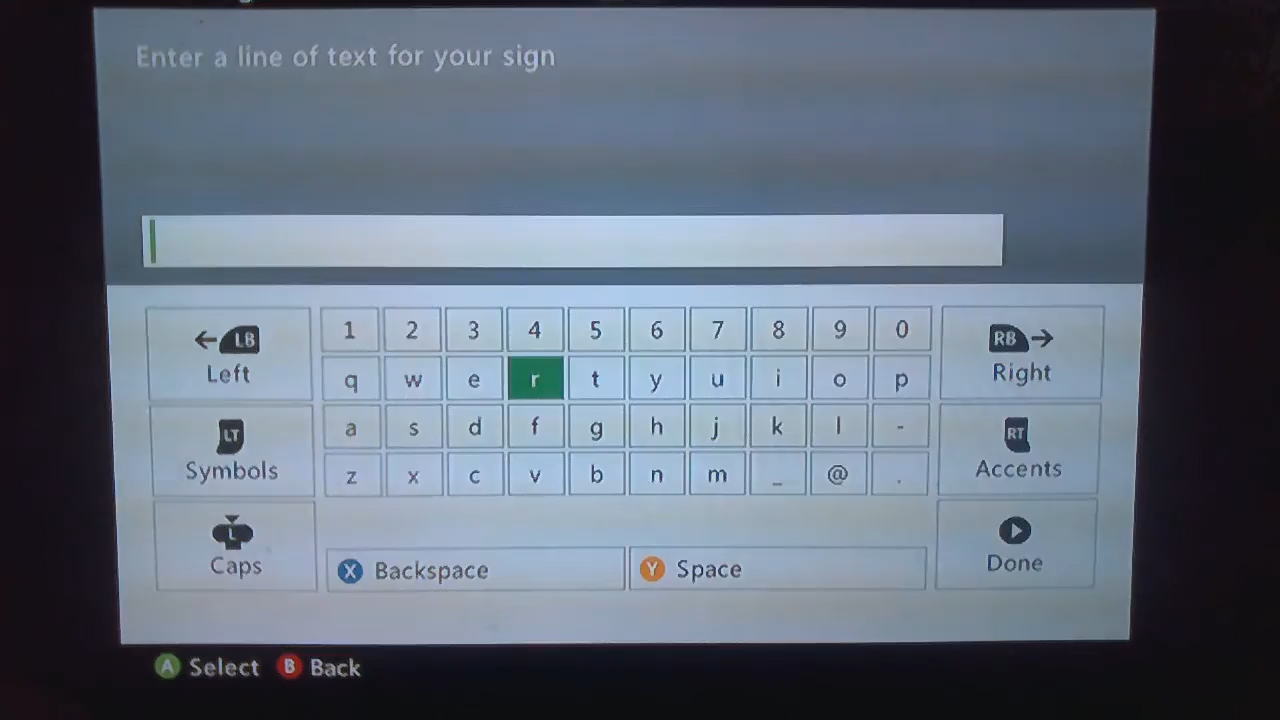 Enter a line of text for your sign
LB Left
1 2 3 4 5 6 7 8 9 0
RB Right
q w e r t y u i o p
LT Symbols
a s d f g h j k l -
RT Accents
z x c v b n m _ @ .
L Caps
X Backspace
Y Space
Done
A Select B Back